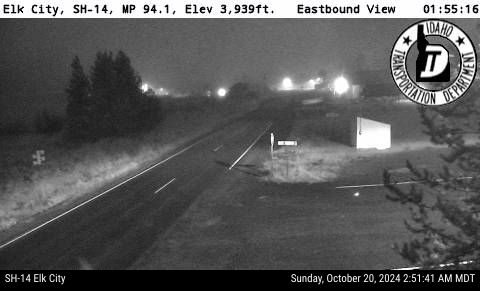 Elk City, SH-14, MP 94.1, Elev 3,939ft. Eastbound View 01:55:16
IDAHO
TRANSPORTATION DEPARTMENT
SH-14 Elk City Sunday, October 20, 2024 2:51:41 AM MDT